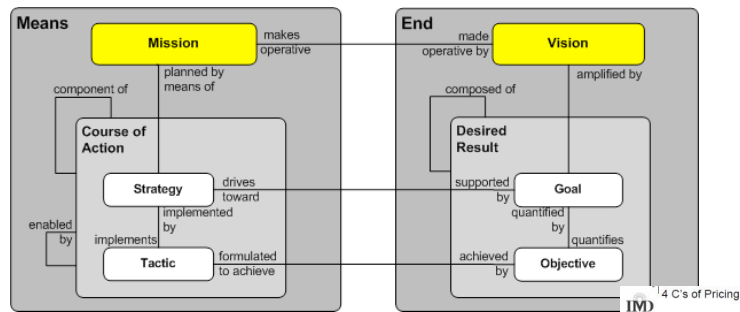 Means
End
Mission
makes
operative
made
operative by
Vision
planned by
means of
amplified by
component of
composed of
Course of
Action
Desired
Result
Strategy
drives
toward
supported
by
Goal
implemented
by
quantified
by
enabled
by
implements
quantifies
Tactic
formulated
to achieve
achieved
by
Objective
IMD
4 C's of Pricing